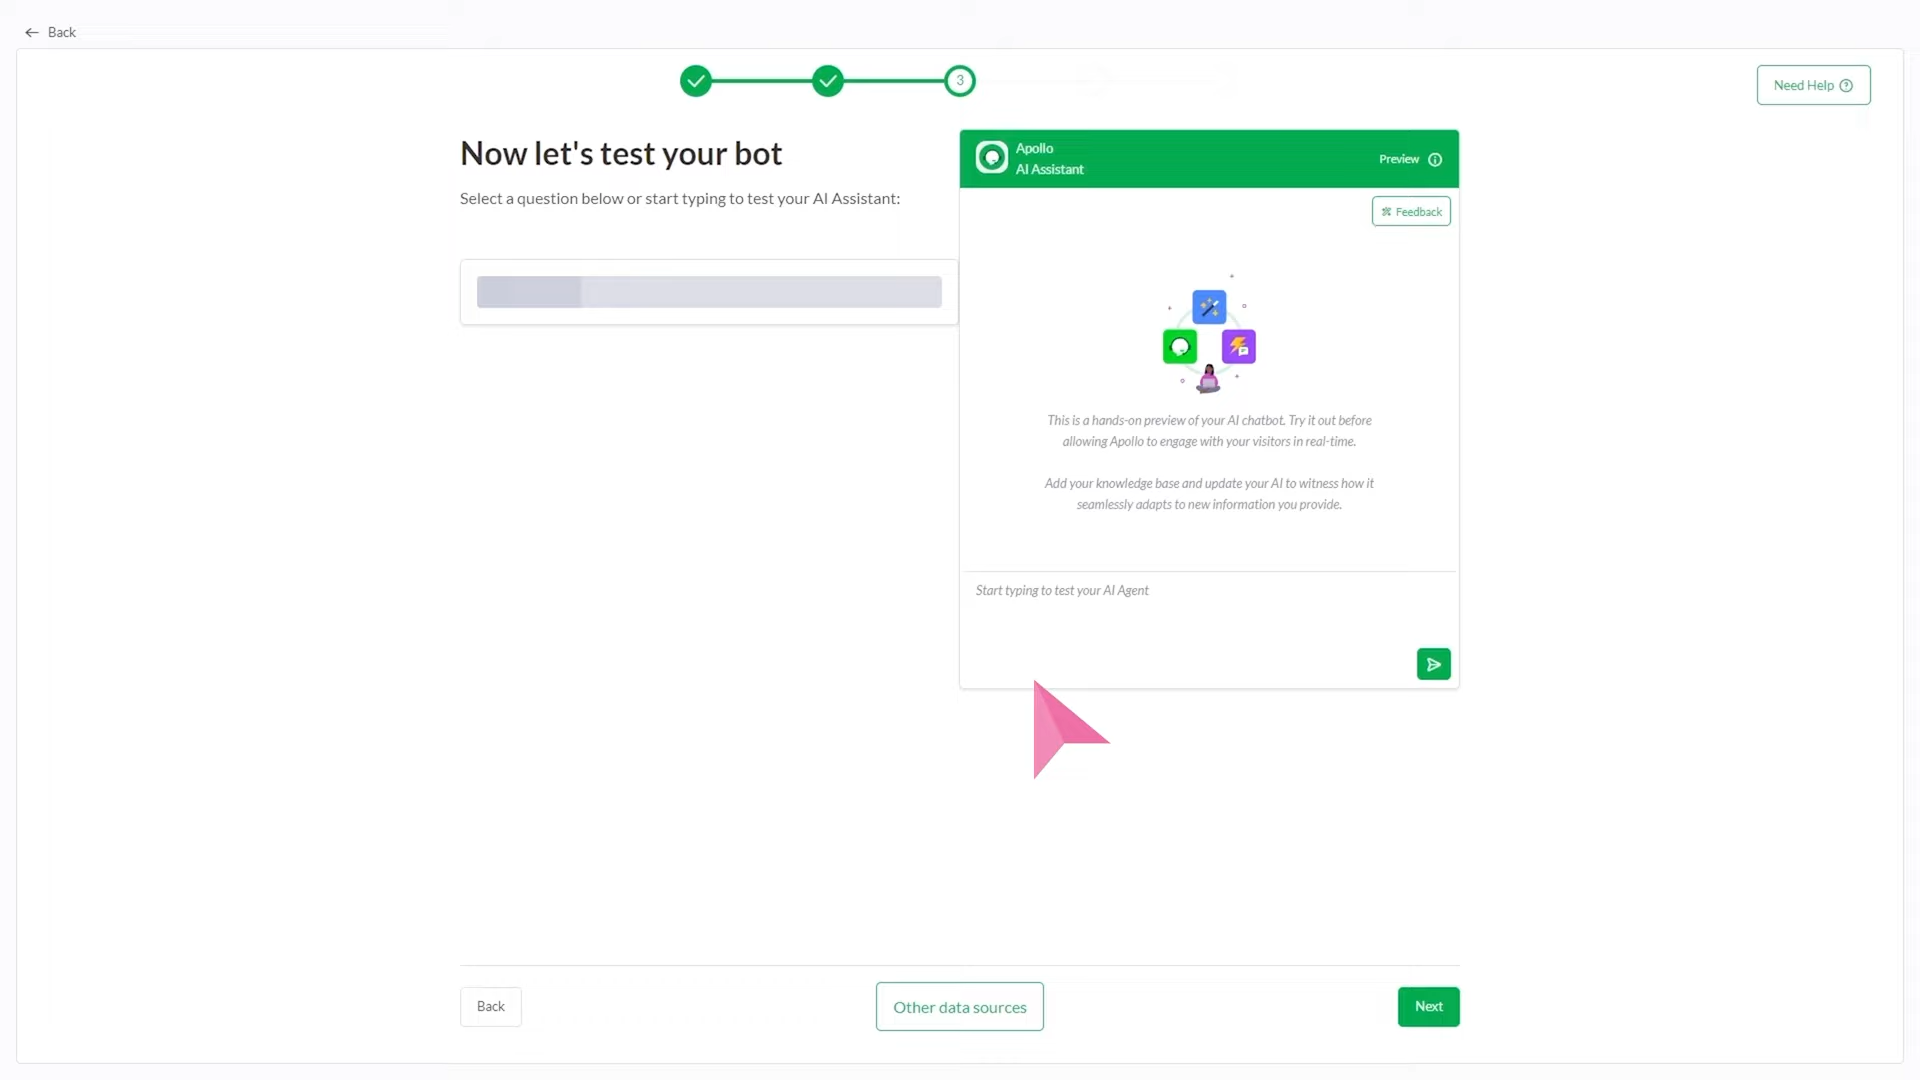 Back
3
Need Help
Now let's test your bot
Select a question below or start typing to test your AI Assistant:
Apollo
AI Assistant
Preview
Feedback
This is a hands-on preview of your AI chatbot. Try it out before
allowing Apollo to engage with your visitors in real-time.
Add your knowledge base and update your AI to witness how it
seamlessly adapts to new information you provide.
Start typing to test your AI Agent
Back
Other data sources
Next